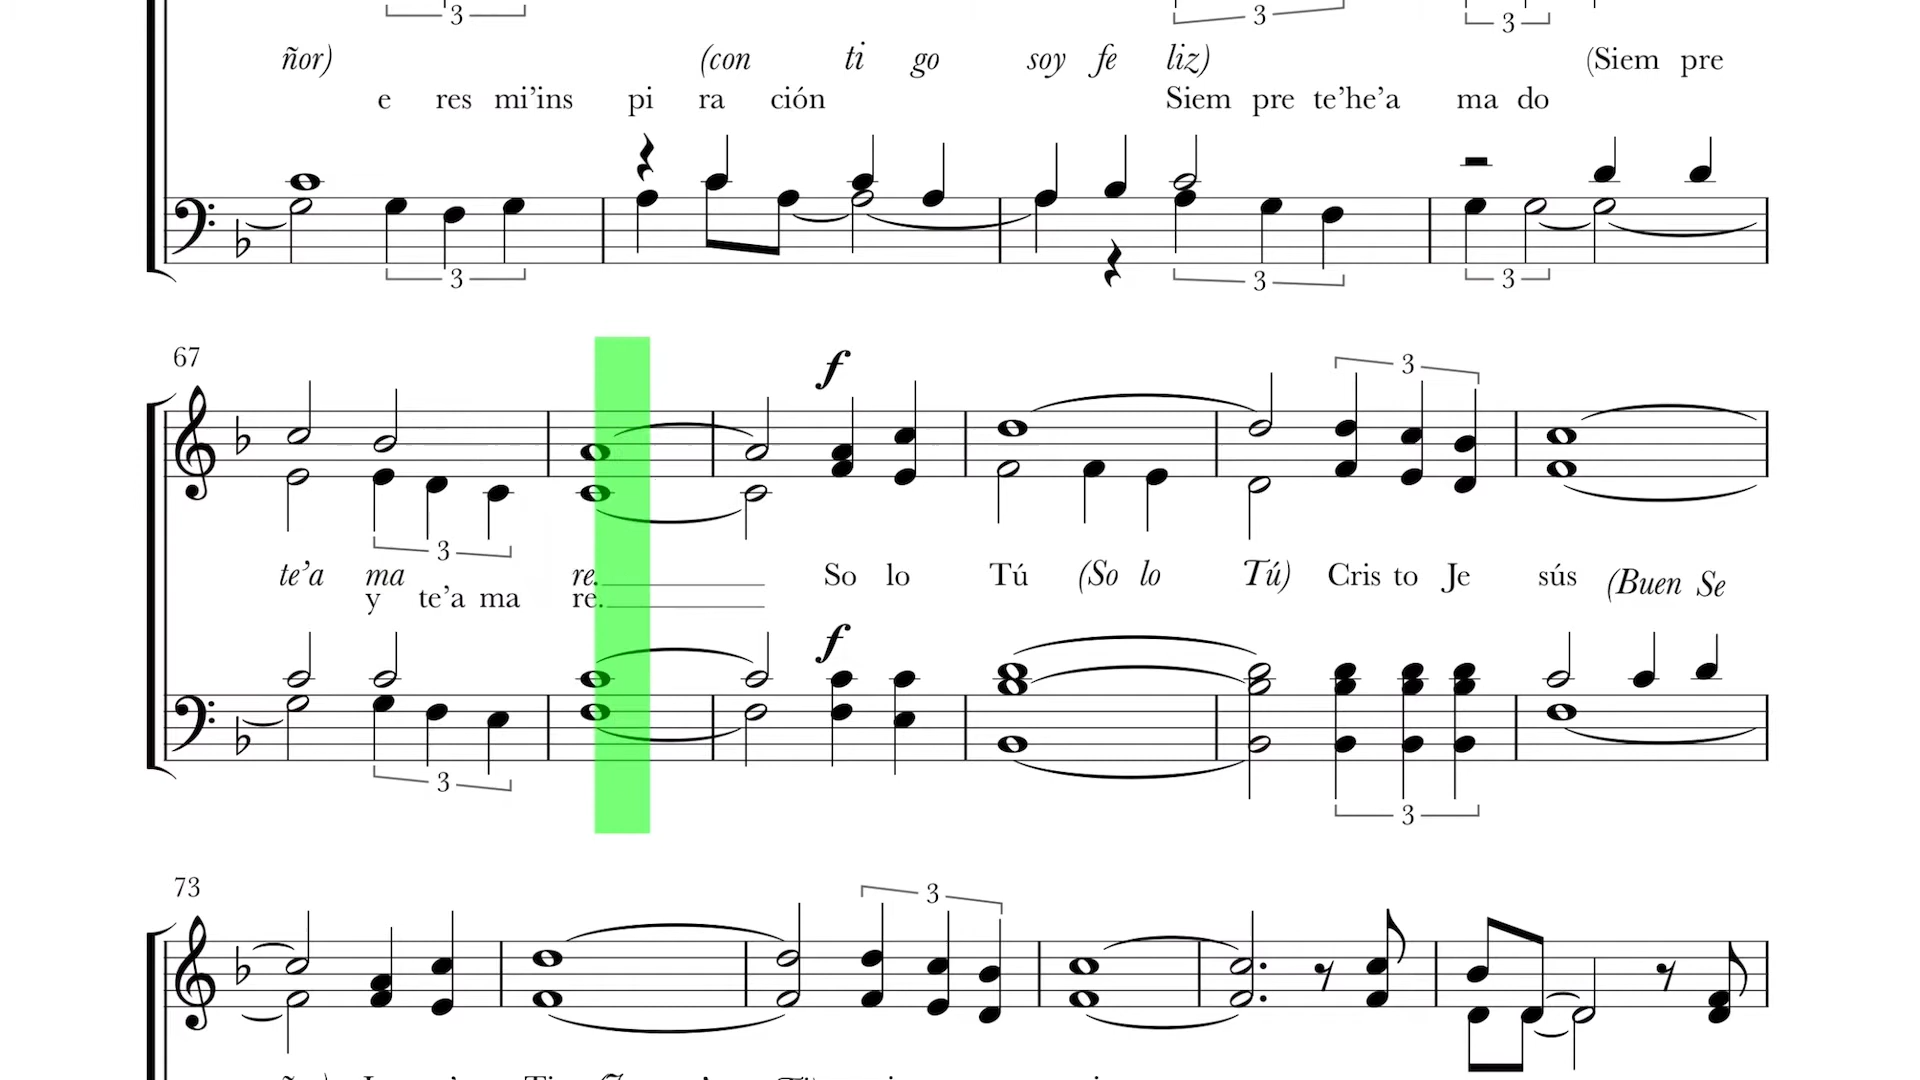 3 3 3
ñor) (con ti go soy fe liz) (Siem pre
e res mi’ins pi ra ción Siem pre te’he’a ma do
3 3 3
67
f 3
3
te’a ma re. So lo Tú (So lo Tú) Cris to Je sús (Buen Se
y te’a ma re.
f
3 3
73
3